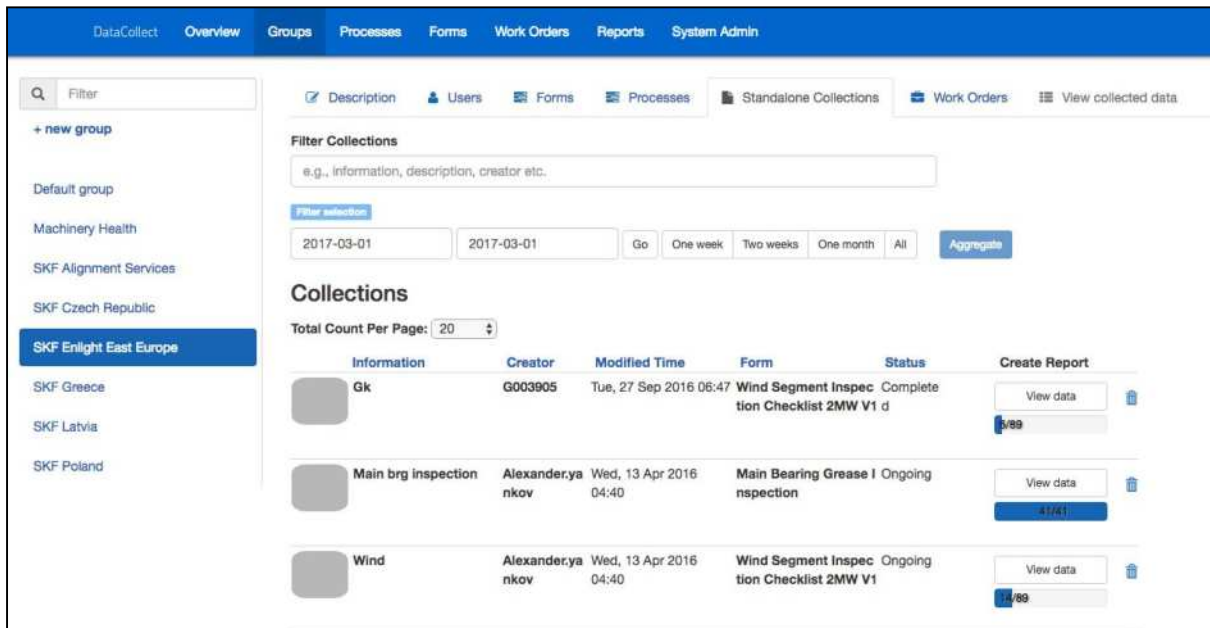 DataCollect Overview Groups Processes Forms Work Orders Reports System Admin
Filter
+ new group
Default group
Machinery Health
SKF Alignment Services
SKF Czech Republic
SKF Enlight East Europe
SKF Greece
SKF Latvia
SKF Poland
Description Users Forms Processes Standalone Collections Work Orders View collected data
Filter Collections
e.g., information, description, creator etc.
Filter selection
2017-03-01 2017-03-01 Go One week Two weeks One month All Aggregate
Collections
Total Count Per Page: 20
Information Creator Modified Time Form Status Create Report
Gk G003905 Tue, 27 Sep 2016 06:47 Wind Segment Inspec Complete View data
tion Checklist 2MW V1 d
/89
Main brg inspection Alexander.ya Wed, 13 Apr 2016 Main Bearing Grease I Ongoing View data
nkov 04:40 nspection
41/41
Wind Alexander.ya Wed, 13 Apr 2016 Wind Segment Inspec Ongoing View data
nkov 04:40 tion Checklist 2MW V1
14/89